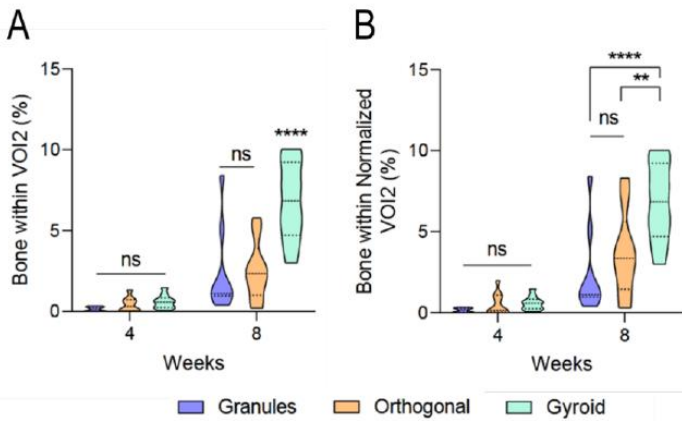 A
Bone within VOI2 (%)
15
10
5
0
ns
ns
****
4
8
Weeks
B
Bone within Normalized
VOI2 (%)
15
10
5
0
ns
ns
****
**
4
8
Weeks
Granules
Orthogonal
Gyroid